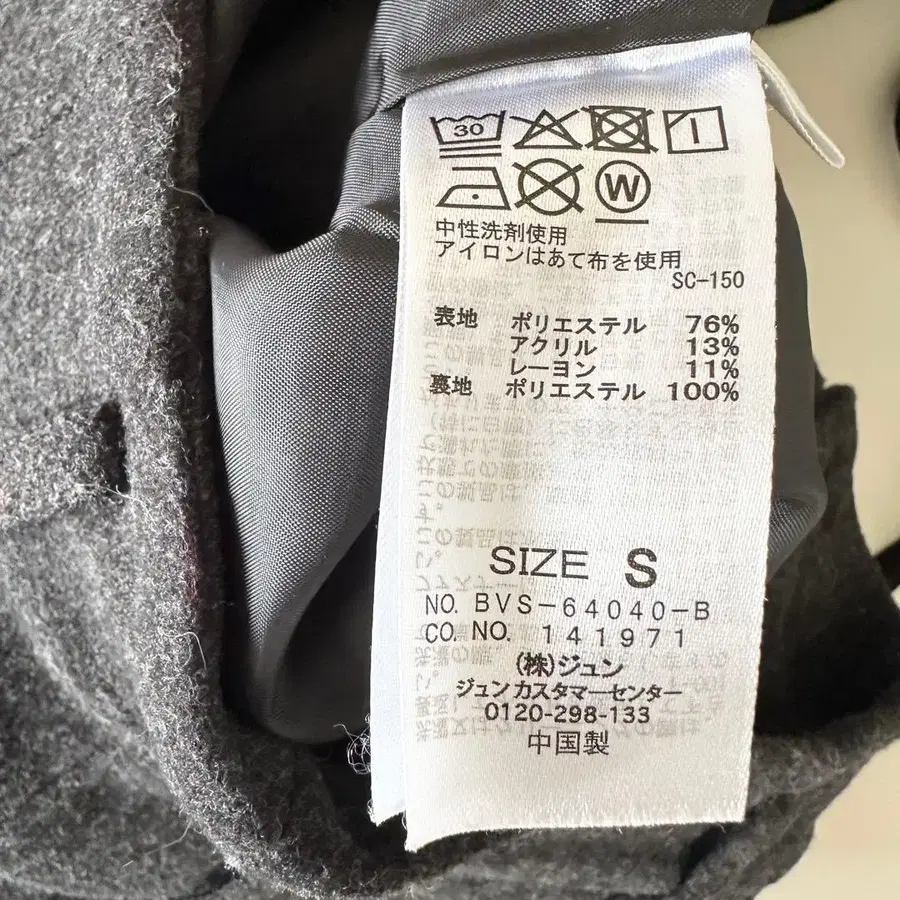 30
W
中性洗剤使用
アイロンはあて布を使用
SC-150
表地 ポリエステル 76%
アクリル 13%
レーヨン 11%
裏地 ポリエステル 100%
SIZE S
NO. BVS-64040-B
CO. NO. 141971
(株)ジュン
ジュンカスタマーセンター
0120-298-133
中国製